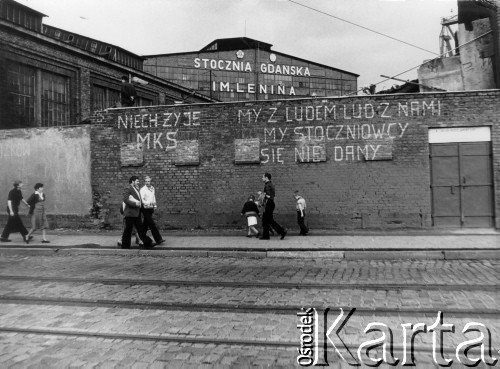 STOCZNIA GDAŃSKA
IM. LENINA
NIECH ŻYJE
MKS
MY Z LUDEM LUD Z NAMI
MY STOCZNIOWCY
SIĘ NIE DAMY
Ośrodek Karta